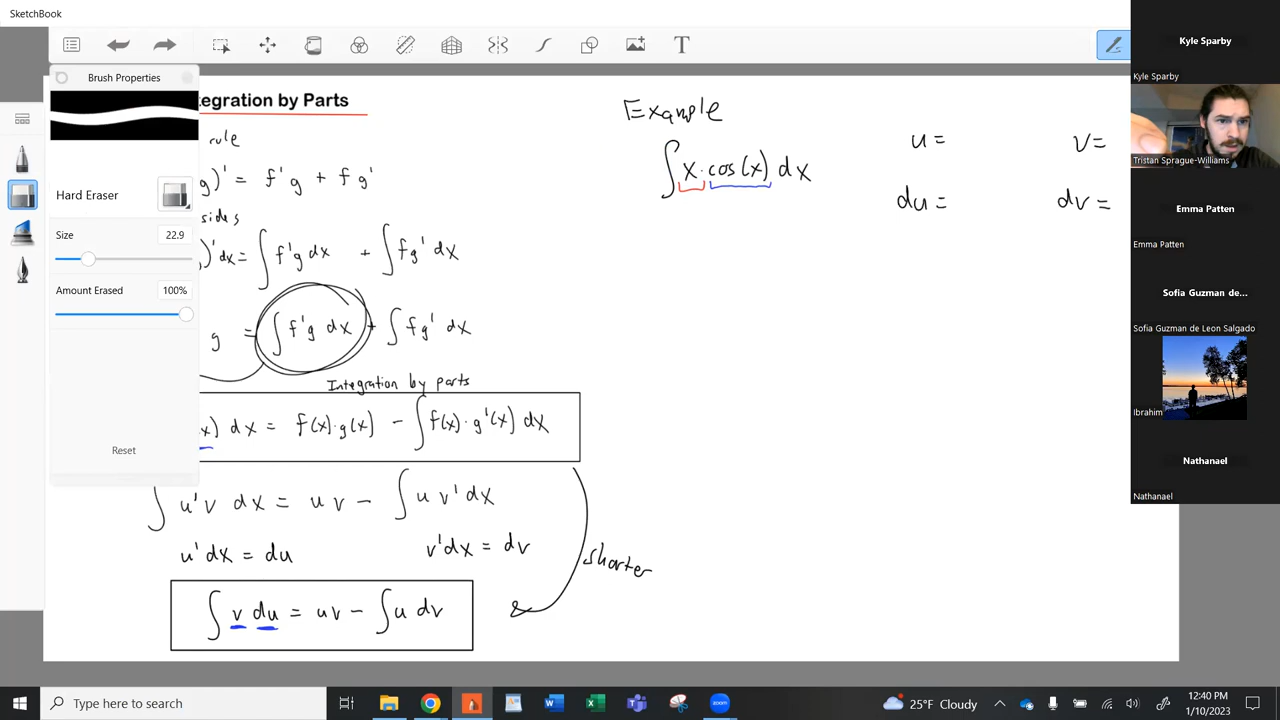 SketchBook
Brush Properties
Hard Eraser
Size 22.9
Amount Erased 100%
Reset
tegration by Parts
rule
g)' = f'g + fg'
sides
)'dx = ∫ f'g dx + ∫ fg' dx
g = ∫ f'g dx + ∫ fg' dx
Integration by parts
x) dx = f(x)·g(x) - ∫ f(x)·g'(x) dx
∫ u'v dx = uv - ∫ u v'dx
u'dx = du v'dx = dv
shorter
∫ v du = uv - ∫ u dv
Example
∫ x·cos(x) dx
u = v =
du = dv =
Kyle Sparby
Kyle Sparby
Tristan Sprague-Williams
Emma Patten
Emma Patten
Sofia Guzman de...
Sofia Guzman de Leon Salgado
Ibrahim
Nathanael
Nathanael
Type here to search
25°F Cloudy
12:40 PM
1/10/2023